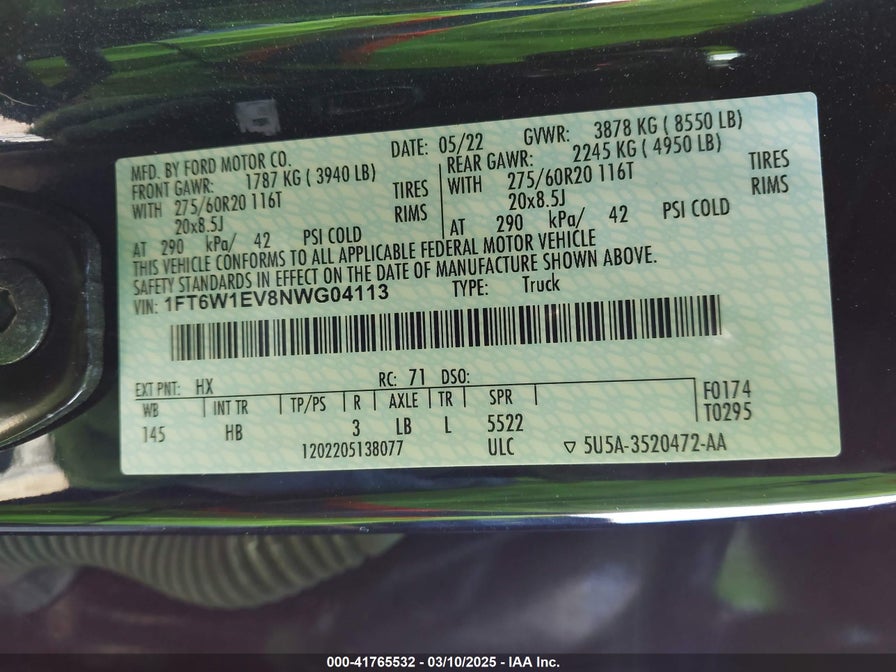 MFD. BY FORD MOTOR CO.
DATE: 05/22 GVWR: 3878 KG ( 8550 LB)
FRONT GAWR: 1787 KG ( 3940 LB)
WITH 275/60R20 116T TIRES
20x8.5J RIMS
AT 290 kPa/ 42 PSI COLD
REAR GAWR: 2245 KG ( 4950 LB)
WITH 275/60R20 116T TIRES
20x8.5J RIMS
AT 290 kPa/ 42 PSI COLD
THIS VEHICLE CONFORMS TO ALL APPLICABLE FEDERAL MOTOR VEHICLE
SAFETY STANDARDS IN EFFECT ON THE DATE OF MANUFACTURE SHOWN ABOVE.
VIN: 1FT6W1EV8NWG04113 TYPE: Truck
EXT PNT: HX RC: 71 DSO:
WB INT TR TP/PS R AXLE TR SPR F0174
145 HB 3 LB L 5522 T0295
1202205138077 ULC ▽ 5U5A-3520472-AA
000-41765532 — 03/10/2025 — IAA Inc.